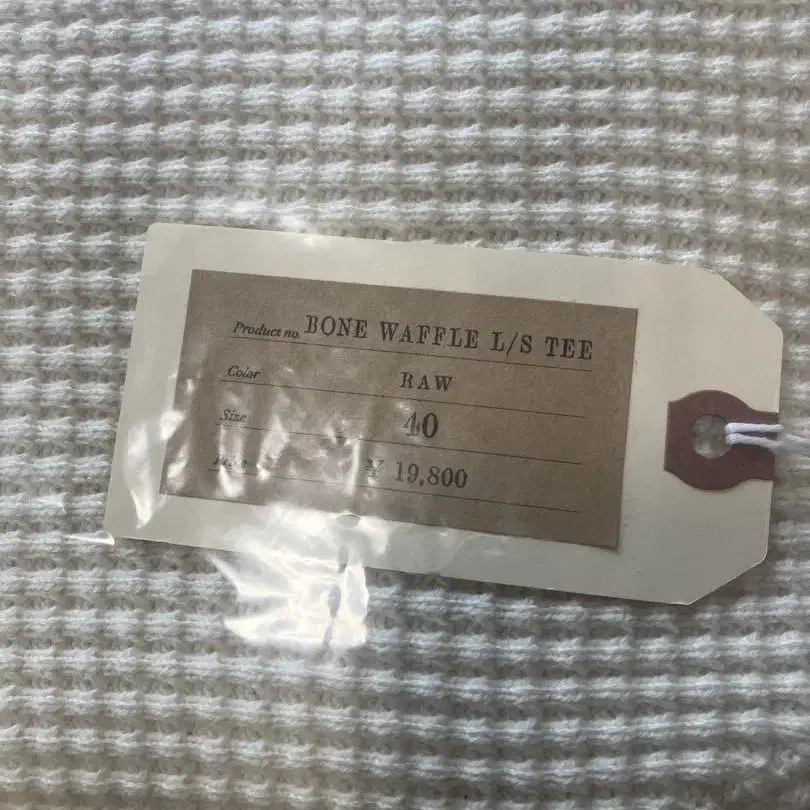 Product no. BONE WAFFLE L/S TEE
Color RAW
Size 40
Price ¥ 19,800